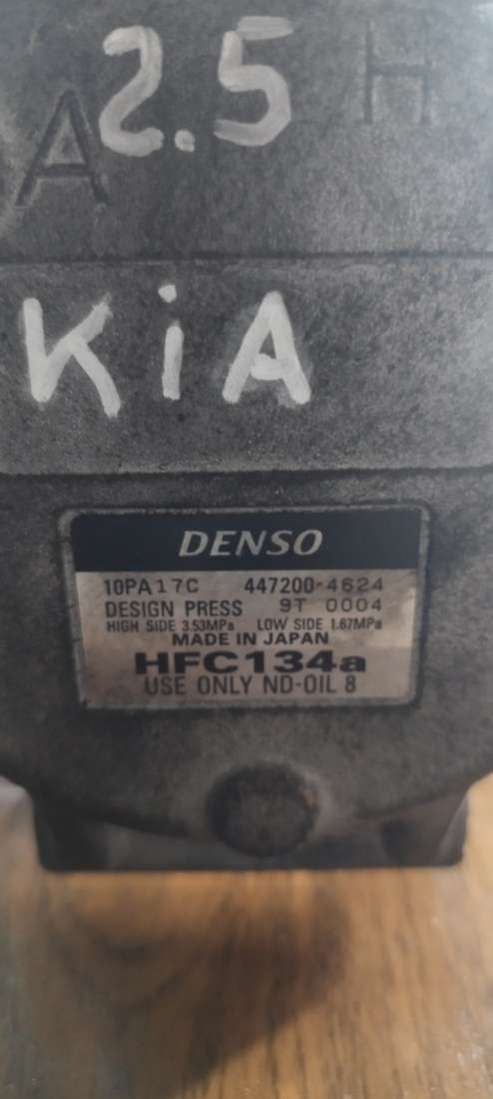 2.5
A H
KiA
DENSO
10PA17C 447200-4624
DESIGN PRESS 9T 0004
HIGH SIDE 3.53MPa LOW SIDE 1.67MPa
MADE IN JAPAN
HFC134a
USE ONLY ND-OIL 8